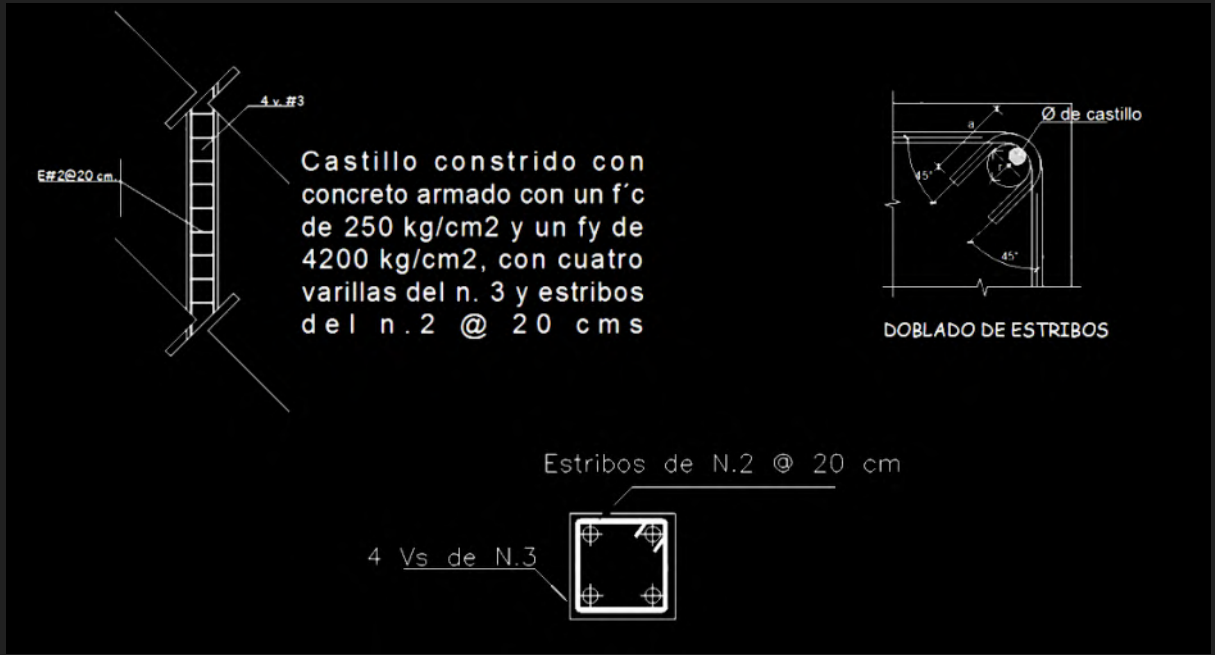 4 v. #3
E#2@20 cm.
Castillo constrido con
concreto armado con un f´c
de 250 kg/cm2 y un fy de
4200 kg/cm2, con cuatro
varillas del n. 3 y estribos
del n.2 @ 20 cms
Ø de castillo
a
r
45°
45°
DOBLADO DE ESTRIBOS
Estribos de N.2 @ 20 cm
4 Vs de N.3